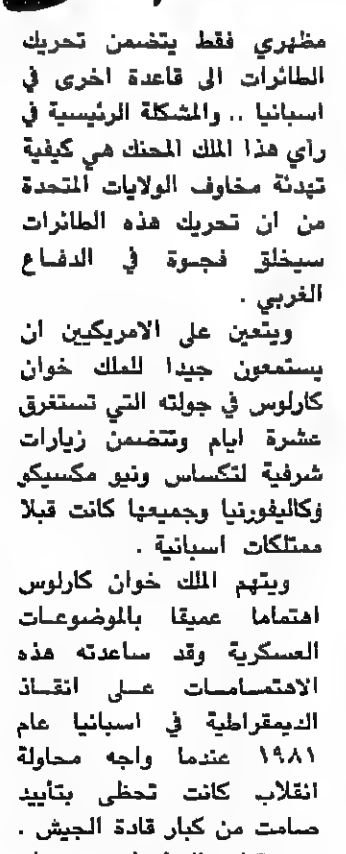 مظهري فقط يتضمن تحريك
الطائرات الى قاعدة اخرى في
اسبانيا .. والمشكلة الرئيسية في
راي هذا الملك المحنك هي كيفية
تهدئة مخاوف الولايات المتحدة
من ان تحريك هذه الطائرات
سيخلق فجوة في الدفاع
الغربي .
ويتعين على الامريكيين ان
يستمعون جيدا للملك خوان
كارلوس في جولته التي تستغرق
عشرة ايام وتتضمن زيارات
شرفية لتكساس ونيو مكسيكو
وكاليفورنيا وجميعها كانت قبلا
ممتلكات اسبانية .
ويتهم الملك خوان كارلوس
اهتماما عميقا بالموضوعات
العسكرية وقد ساعدته هذه
الاهتمامات على انقاذ
الديمقراطية في اسبانيا عام
١٩٨١ عندما واجه محاولة
انقلاب كانت تحظى بتأييد
صامت من كبار قادة الجيش .